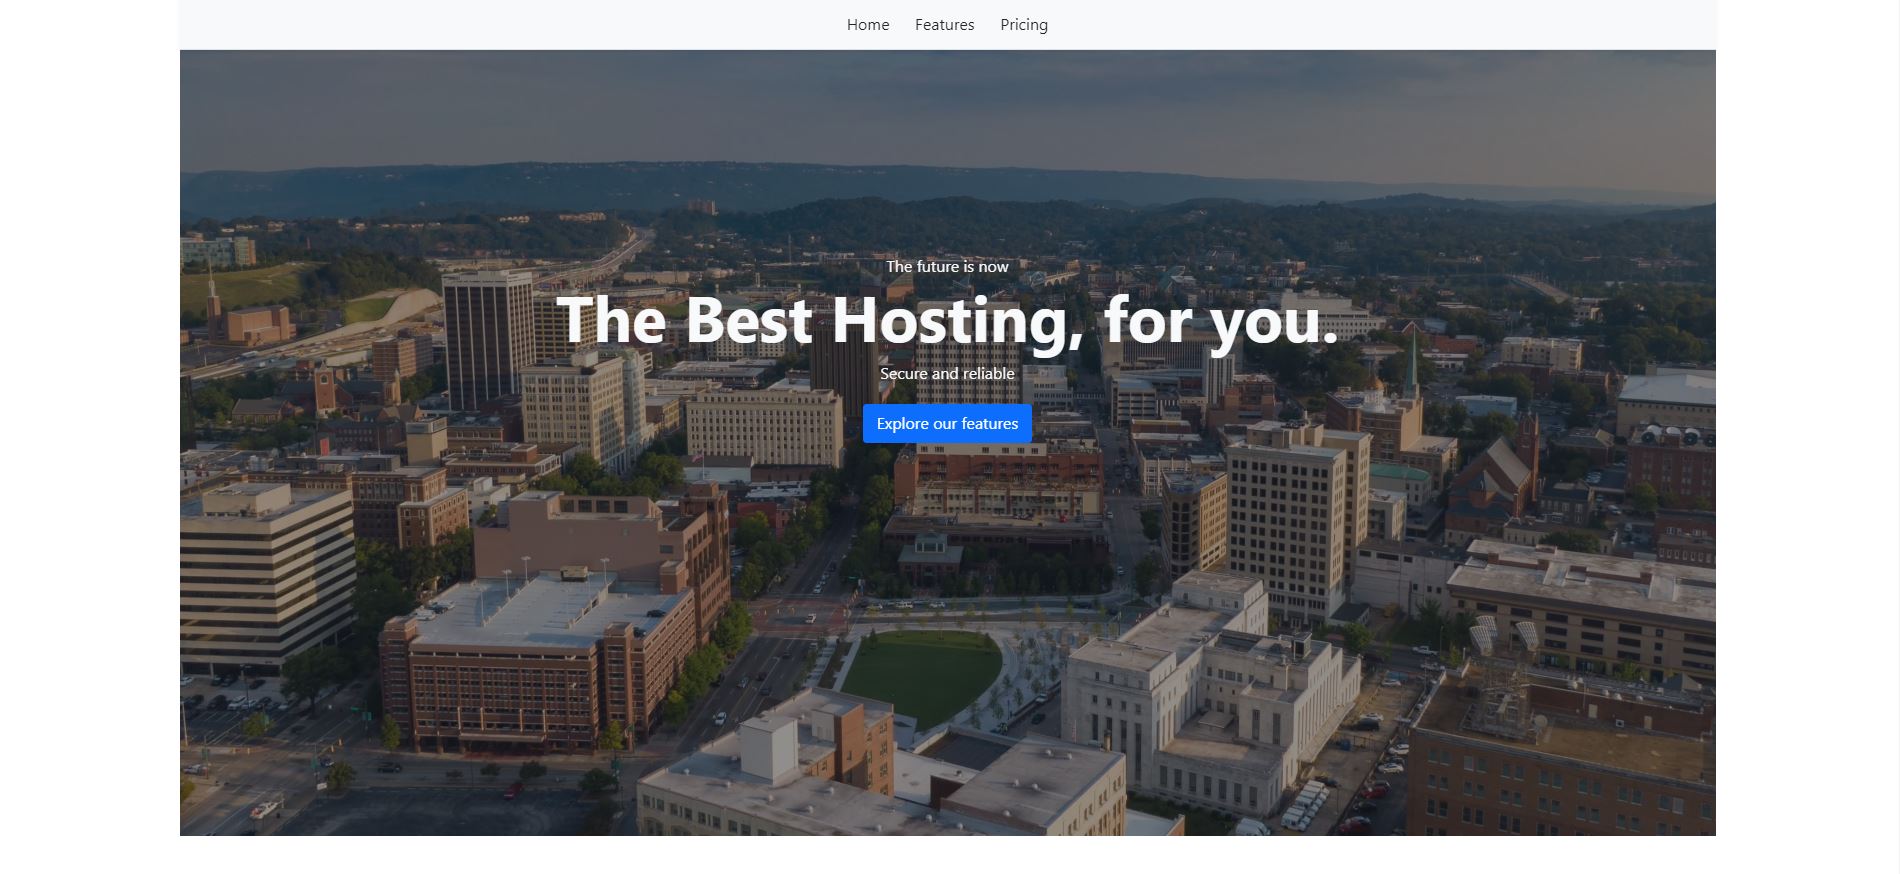 Home Features Pricing
The future is now
The Best Hosting, for you.
Secure and reliable
Explore our features